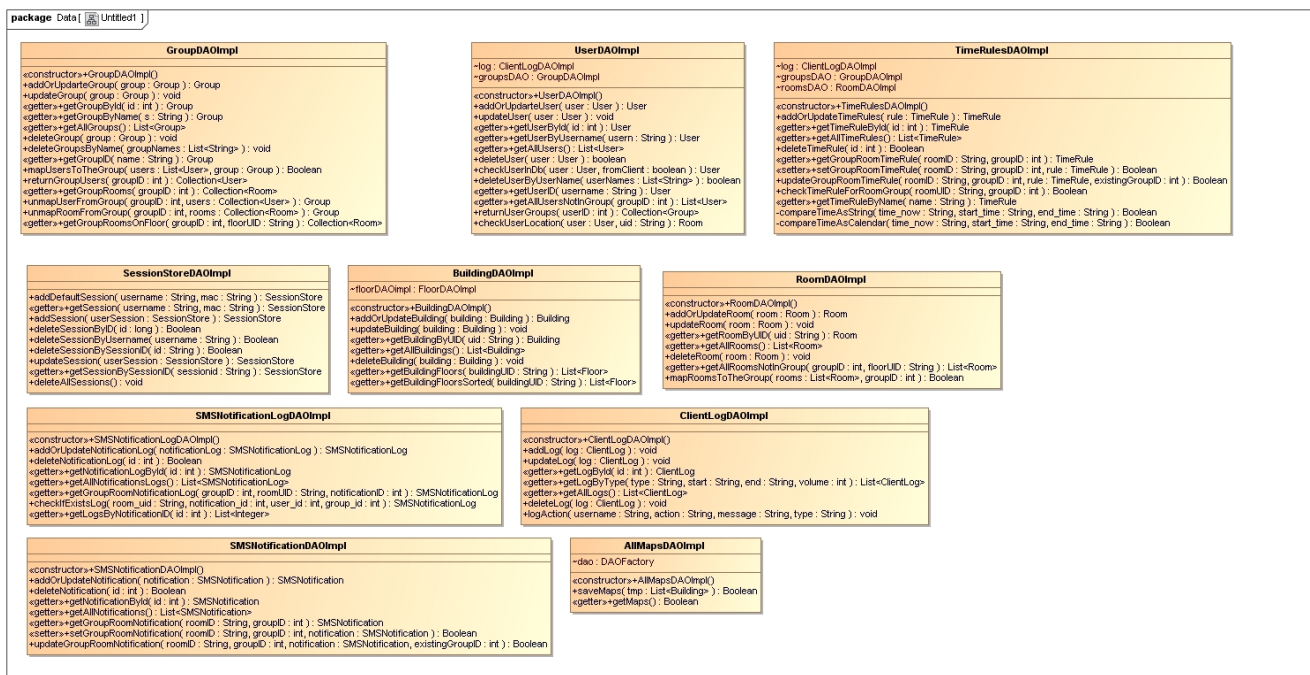 package Data [ Untitled1 ]
GroupDAOImpl
«constructor»+GroupDAOImpl()
+addOrUpdarteGroup( group : Group ) : Group
+updateGroup( group : Group ) : void
«getter»+getGroupById( id : int ) : Group
«getter»+getGroupByName( s : String ) : Group
«getter»+getAllGroups() : List<Group>
+deleteGroup( group : Group ) : void
+deleteGroupsByName( groupNames : List<String> ) : void
«getter»+getGroupID( name : String ) : Group
+mapUsersToTheGroup( users : List<User>, group : Group ) : Boolean
+returnGroupUsers( groupID : int ) : Collection<User>
«getter»+getGroupRooms( groupID : int ) : Collection<Room>
+unmapUserFromGroup( groupID : int, users : Collection<User> ) : Group
+unmapRoomFromGroup( groupID : int, rooms : Collection<Room> ) : Group
«getter»+getGroupRoomsOnFloor( groupID : int, floorUID : String ) : Collection<Room>
UserDAOImpl
~log : ClientLogDAOImpl
~groupsDAO : GroupDAOImpl
«constructor»+UserDAOImpl()
+addOrUpdarteUser( user : User ) : User
+updateUser( user : User ) : void
«getter»+getUserById( id : int ) : User
«getter»+getUserByUsername( usern : String ) : User
«getter»+getAllUsers() : List<User>
+deleteUser( user : User ) : boolean
+checkUserInDb( user : User, fromClient : boolean ) : User
+deleteUserByUserName( userNames : List<String> ) : boolean
«getter»+getUserID( username : String ) : User
«getter»+getAllUsersNotInGroup( groupID : int ) : List<User>
+returnUserGroups( userID : int ) : Collection<Group>
+checkUserLocation( user : User, uid : String ) : Room
TimeRulesDAOImpl
~log : ClientLogDAOImpl
~groupsDAO : GroupDAOImpl
~roomsDAO : RoomDAOImpl
«constructor»+TimeRulesDAOImpl()
+addOrUpdateTimeRules( rule : TimeRule ) : TimeRule
«getter»+getTimeRuleById( id : int ) : TimeRule
«getter»+getAllTimeRules() : List<TimeRule>
+deleteTimeRule( id : int ) : Boolean
«getter»+getGroupRoomTimeRule( roomID : String, groupID : int ) : TimeRule
«setter»+setGroupRoomTimeRule( roomID : String, groupID : int, rule : TimeRule ) : Boolean
+updateGroupRoomTimeRule( roomID : String, groupID : int, rule : TimeRule, existingGroupID : int ) : Boolean
+checkTimeRuleForRoomGroup( roomUID : String, groupID : int ) : Boolean
«getter»+getTimeRuleByName( name : String ) : TimeRule
-compareTimeAsString( time_now : String, start_time : String, end_time : String ) : Boolean
-compareTimeAsCalendar( time_now : String, start_time : String, end_time : String ) : Boolean
SessionStoreDAOImpl
+addDefaultSession( username : String, mac : String ) : SessionStore
«getter»+getSession( username : String, mac : String ) : SessionStore
+addSession( userSession : SessionStore ) : SessionStore
+deleteSessionByID( id : long ) : Boolean
+deleteSessionByUsername( username : String ) : Boolean
+deleteSessionBySessionID( id : String ) : Boolean
+updateSession( userSession : SessionStore ) : SessionStore
«getter»+getSessionBySessionID( sessionid : String ) : SessionStore
+deleteAllSessions() : void
BuildingDAOImpl
~floorDAOimpl : FloorDAOImpl
«constructor»+BuildingDAOImpl()
+addOrUpdateBuilding( building : Building ) : Building
+updateBuilding( building : Building ) : void
«getter»+getBuildingByUID( uid : String ) : Building
«getter»+getAllBuildings() : List<Building>
+deleteBuilding( building : Building ) : void
«getter»+getBuildingFloors( buildingUID : String ) : List<Floor>
«getter»+getBuildingFloorsSorted( buildingUID : String ) : List<Floor>
RoomDAOImpl
«constructor»+RoomDAOImpl()
+addOrUpdateRoom( room : Room ) : Room
+updateRoom( room : Room ) : void
«getter»+getRoomByUID( uid : String ) : Room
«getter»+getAllRooms() : List<Room>
+deleteRoom( room : Room ) : void
«getter»+getAllRoomsNotInGroup( groupID : int, floorUID : String ) : List<Room>
+mapRoomsToTheGroup( rooms : List<Room>, groupID : int ) : Boolean
SMSNotificationLogDAOImpl
«constructor»+SMSNotificationLogDAOImpl()
+addOrUpdateNotificationLog( notificationLog : SMSNotificationLog ) : SMSNotificationLog
+deleteNotificationLog( id : int ) : Boolean
«getter»+getNotificationLogById( id : int ) : SMSNotificationLog
«getter»+getAllNotificationsLogs() : List<SMSNotificationLog>
«getter»+getGroupRoomNotificationLog( groupID : int, roomUID : String, notificationID : int ) : SMSNotificationLog
+checkIfExistsLog( room_uid : String, notification_id : int, user_id : int, group_id : int ) : SMSNotificationLog
«getter»+getLogsByNotificationID( id : int ) : List<Integer>
ClientLogDAOImpl
«constructor»+ClientLogDAOImpl()
+addLog( log : ClientLog ) : void
+updateLog( log : ClientLog ) : void
«getter»+getLogById( id : int ) : ClientLog
«getter»+getLogByType( type : String, start : String, end : String, volume : int ) : List<ClientLog>
«getter»+getAllLogs() : List<ClientLog>
+deleteLog( log : ClientLog ) : void
+logAction( username : String, action : String, message : String, type : String ) : void
SMSNotificationDAOImpl
«constructor»+SMSNotificationDAOImpl()
+addOrUpdateNotification( notification : SMSNotification ) : SMSNotification
+deleteNotification( id : int ) : Boolean
«getter»+getNotificationById( id : int ) : SMSNotification
«getter»+getAllNotifications() : List<SMSNotification>
«getter»+getGroupRoomNotification( roomID : String, groupID : int ) : SMSNotification
«setter»+setGroupRoomNotification( roomID : String, groupID : int, notification : SMSNotification ) : Boolean
+updateGroupRoomNotification( roomID : String, groupID : int, notification : SMSNotification, existingGroupID : int ) : Boolean
AllMapsDAOImpl
~dao : DAOFactory
«constructor»+AllMapsDAOImpl()
+saveMaps( tmp : List<Building> ) : Boolean
«getter»+getMaps() : Boolean